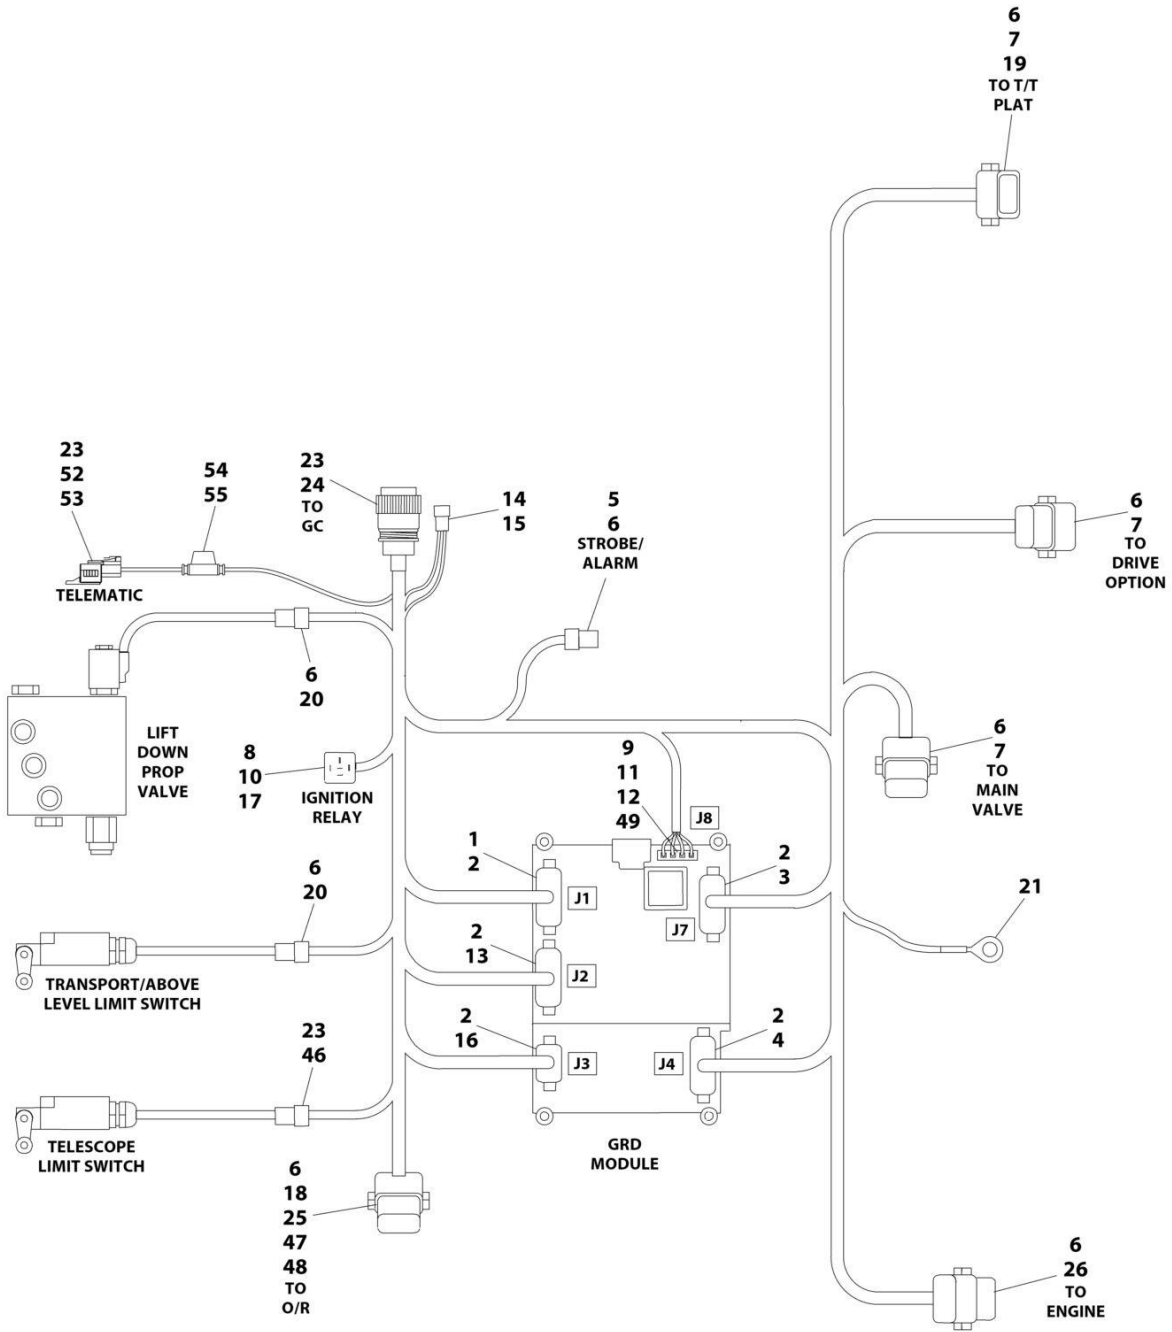 6
7
19
TO T/T
PLAT
23
52
53
TELEMATIC
54
55
23
24
TO
GC
14
15
5
6
STROBE/
ALARM
6
7
TO
DRIVE
OPTION
6
20
LIFT
DOWN
PROP
VALVE
8
10
17
IGNITION
RELAY
9
11
12
49
J8
6
7
TO
MAIN
VALVE
1
2
J1
2
3
J7
21
6
20
TRANSPORT/ABOVE
LEVEL LIMIT SWITCH
2
13
J2
2
16
J3
2
4
J4
23
46
TELESCOPE
LIMIT SWITCH
GRD
MODULE
6
18
25
47
48
TO
O/R
6
26
TO
ENGINE